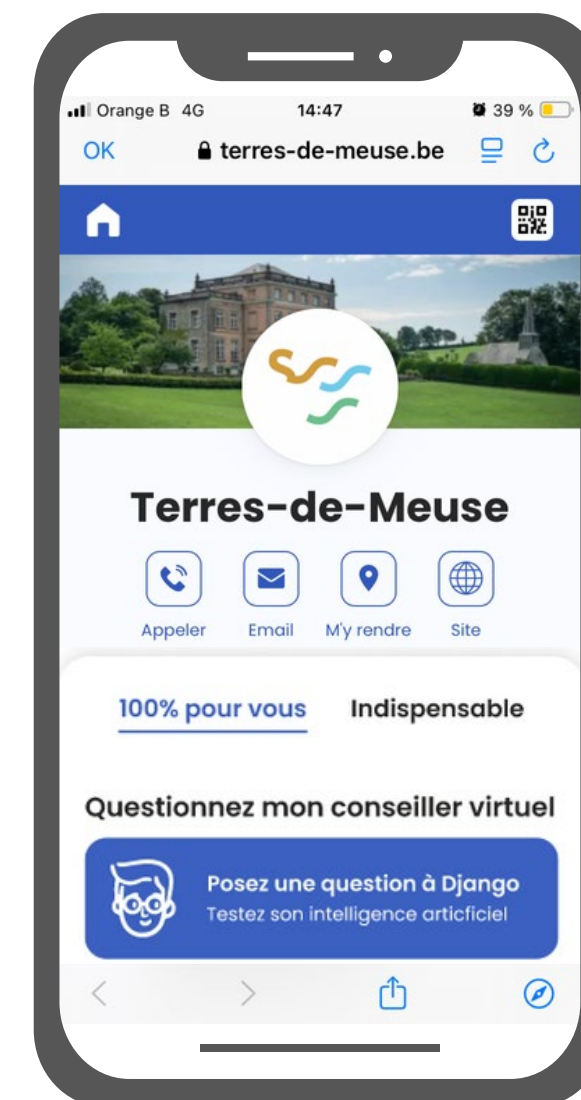 Orange B 4G 14:47 39 %
OK terres-de-meuse.be
Terres-de-Meuse
Appeler Email M'y rendre Site
100% pour vous Indispensable
Questionnez mon conseiller virtuel
Posez une question à Django
Testez son intelligence articficiel